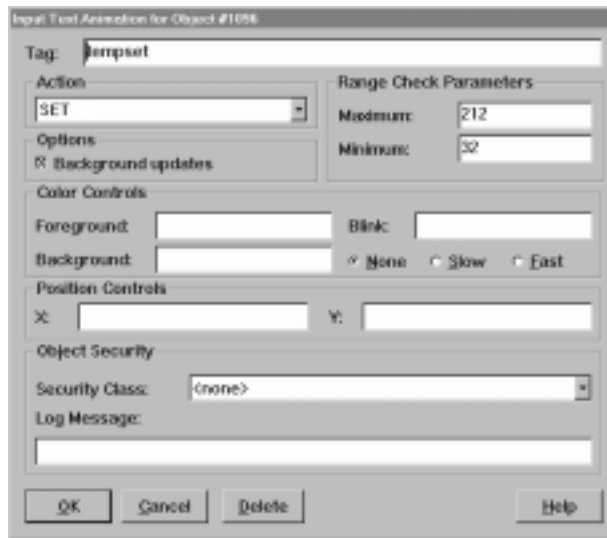 Input Text Animation for Object #1096
Tag: tempset
Action
SET
Range Check Parameters
Maximum: 212
Minimum: 32
Options
Background updates
Color Controls
Foreground:
Blink:
Background:
None Slow Fast
Position Controls
X:
Y:
Object Security
Security Class: <none>
Log Message:
OK Cancel Delete Help